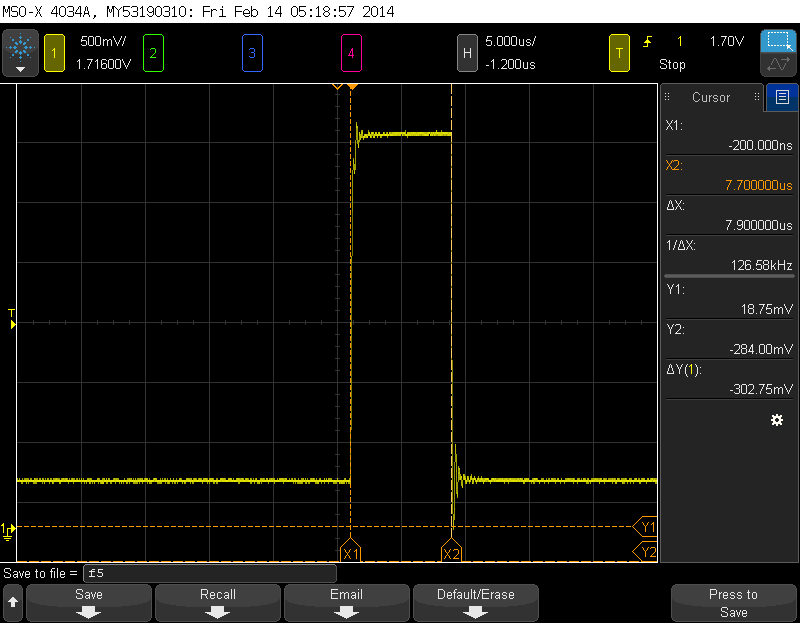 MSO-X 4034A, MY53190310: Fri Feb 14 05:18:57 2014
1 500mV/ 2 3 4 H 5.000us/ T 1 1.70V
1.71600V -1.200us Stop
Cursor
X1:
-200.000ns
X2:
7.700000us
ΔX:
7.900000us
1/ΔX:
126.58kHz
Y1:
18.75mV
Y2:
-284.00mV
ΔY(1):
-302.75mV
T
1
Y1
X1 X2 Y2
Save to file = f5
Save Recall Email Default/Erase Press to
Save